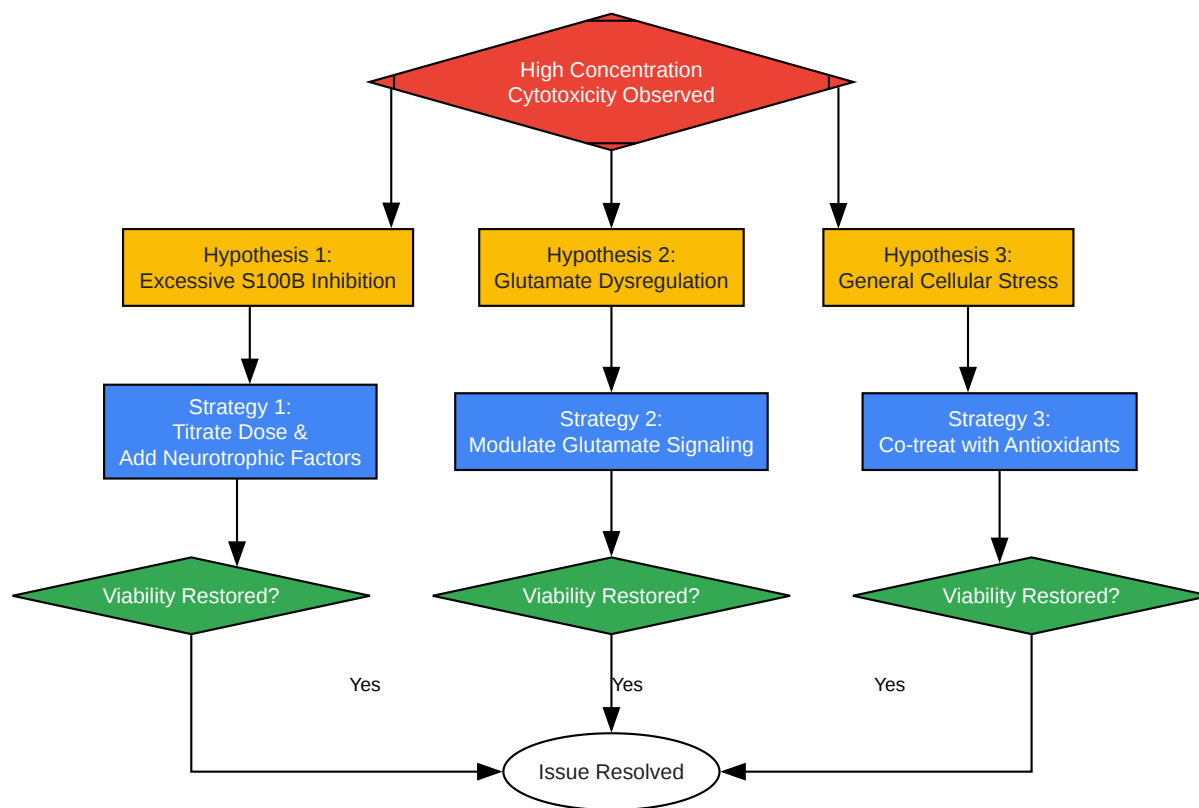 High Concentration
Cytotoxicity Observed
Hypothesis 1:
Excessive S100B Inhibition
Hypothesis 2:
Glutamate Dysregulation
Hypothesis 3:
General Cellular Stress
Strategy 1:
Titrate Dose &
Add Neurotrophic Factors
Strategy 2:
Modulate Glutamate Signaling
Strategy 3:
Co-treat with Antioxidants
Viability Restored?
Viability Restored?
Viability Restored?
Yes
Yes
Yes
Issue Resolved